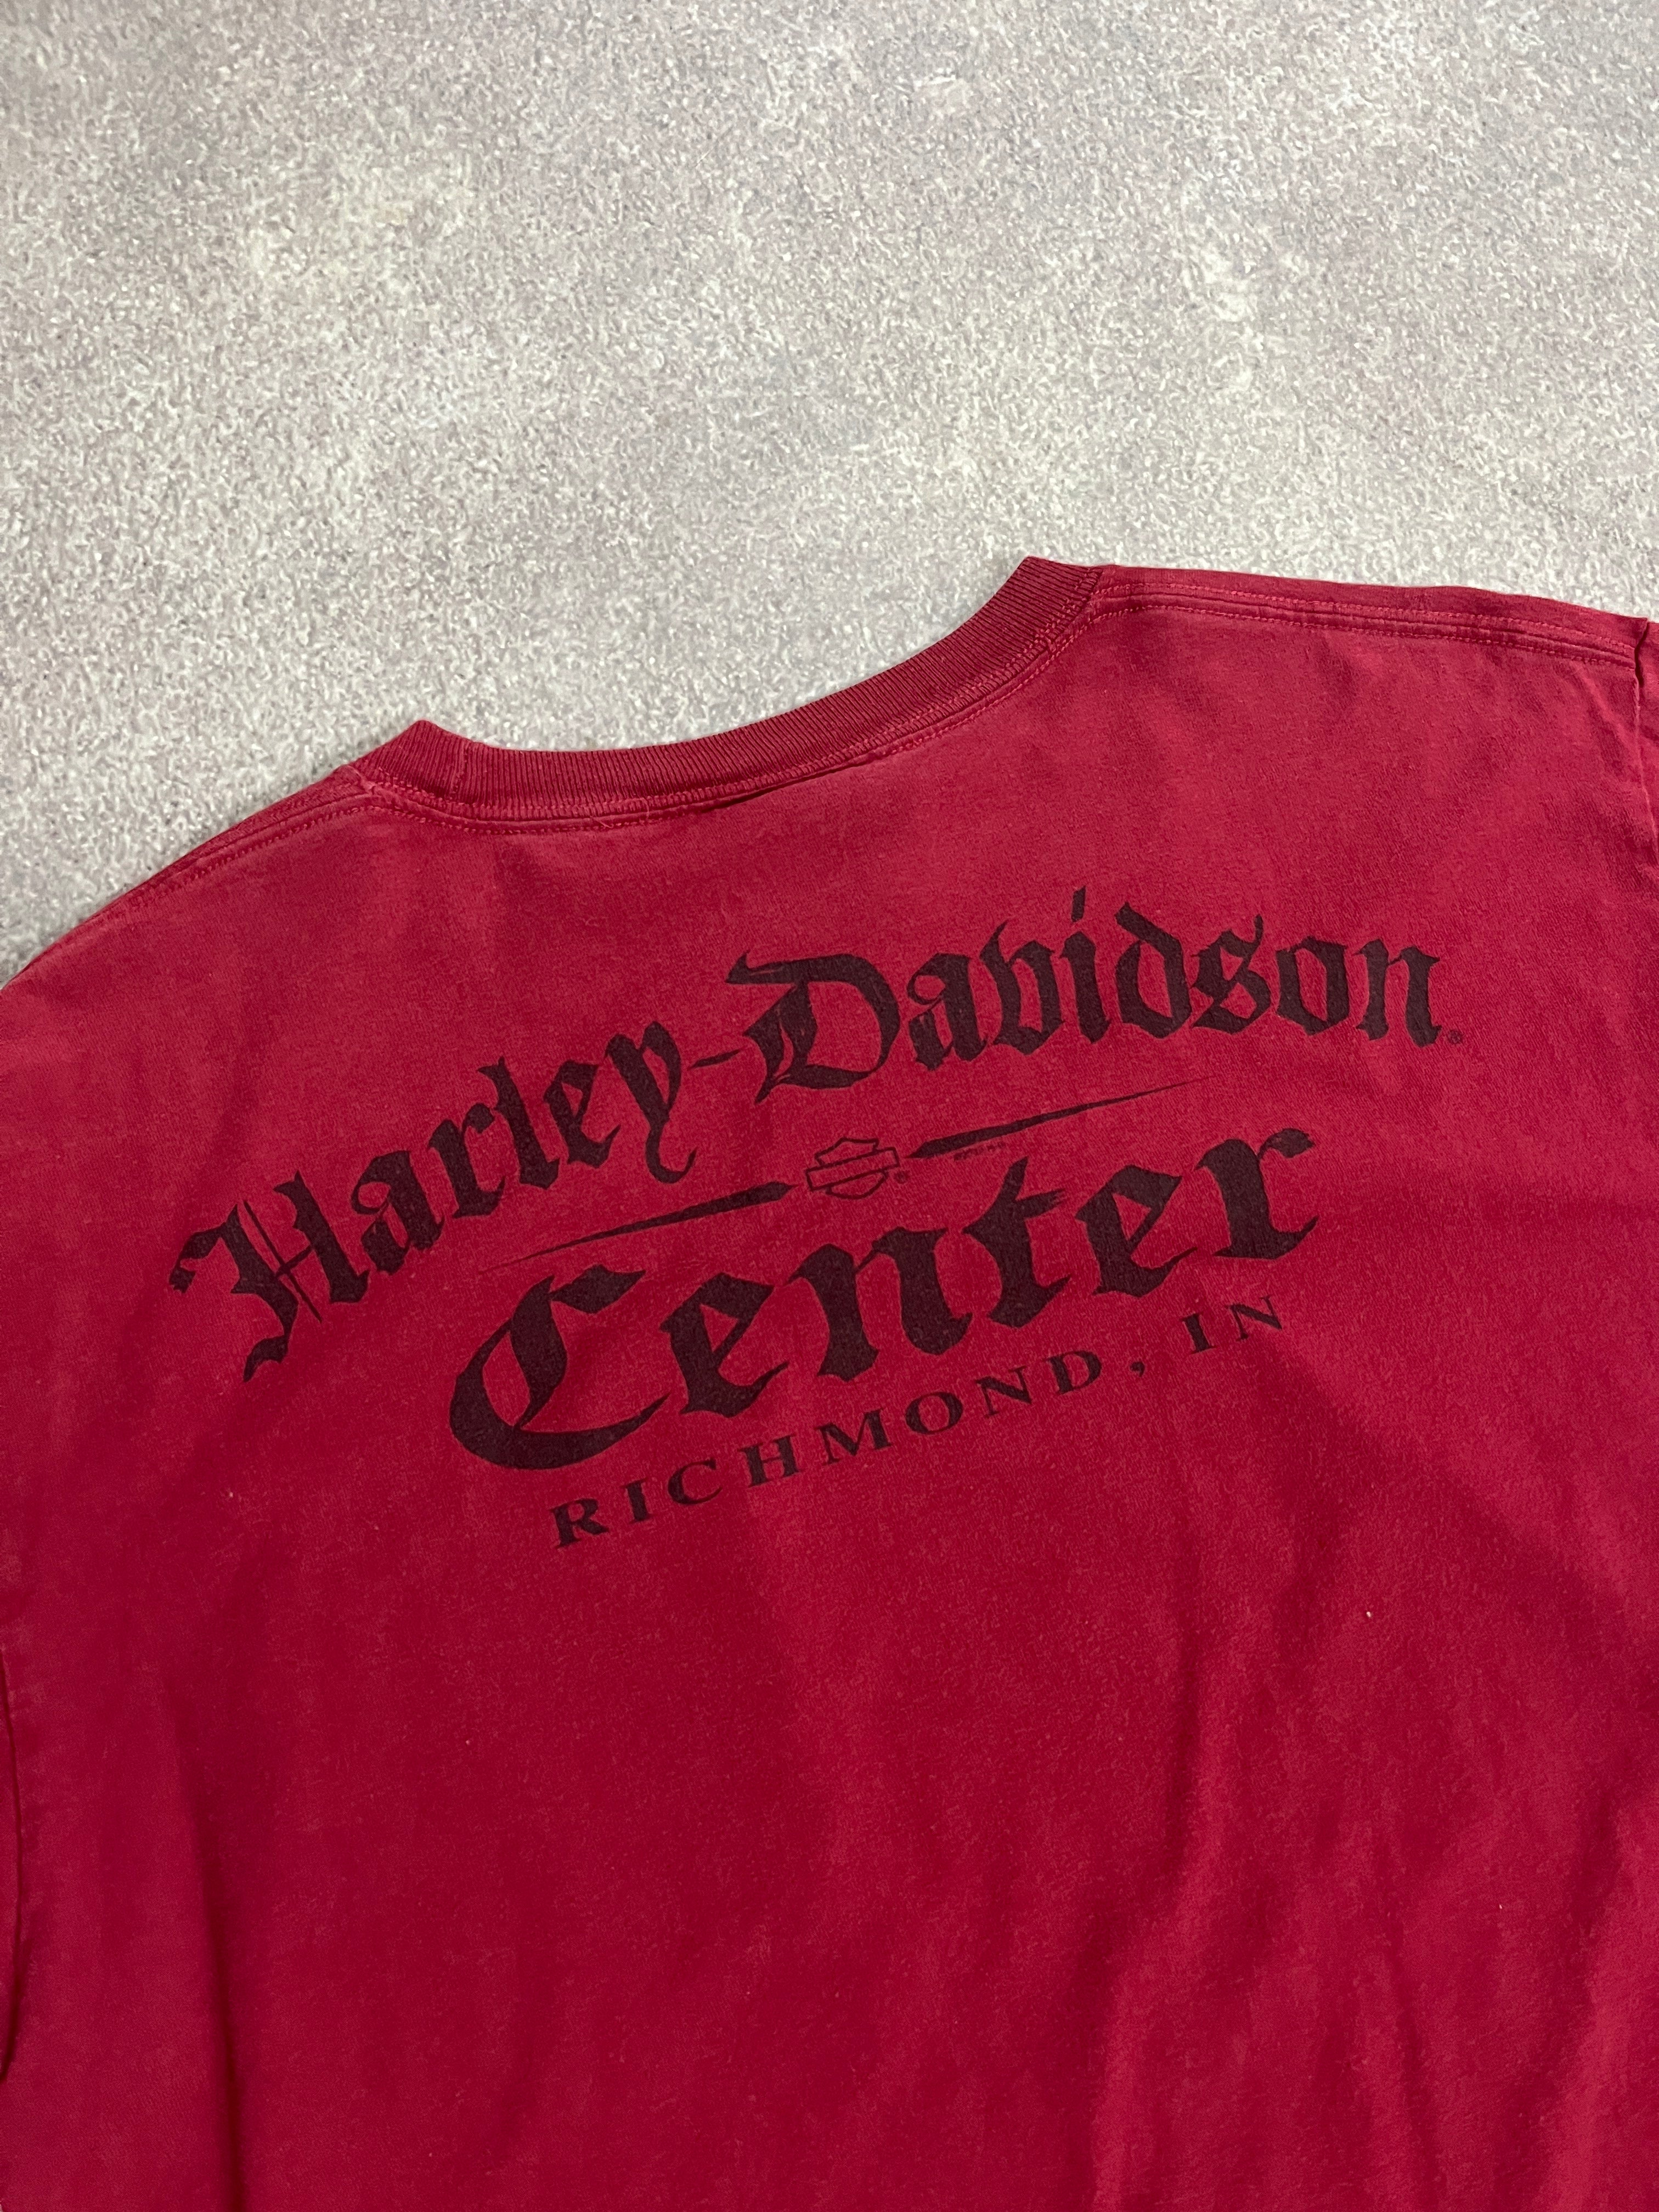 Harley-Davidson®
®
Center
RICHMOND, IN